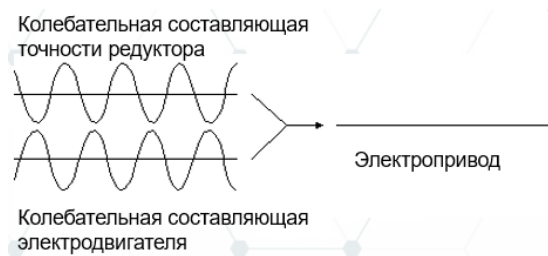 Колебательная составляющая
точности редуктора
Электропривод
Колебательная составляющая
электродвигателя